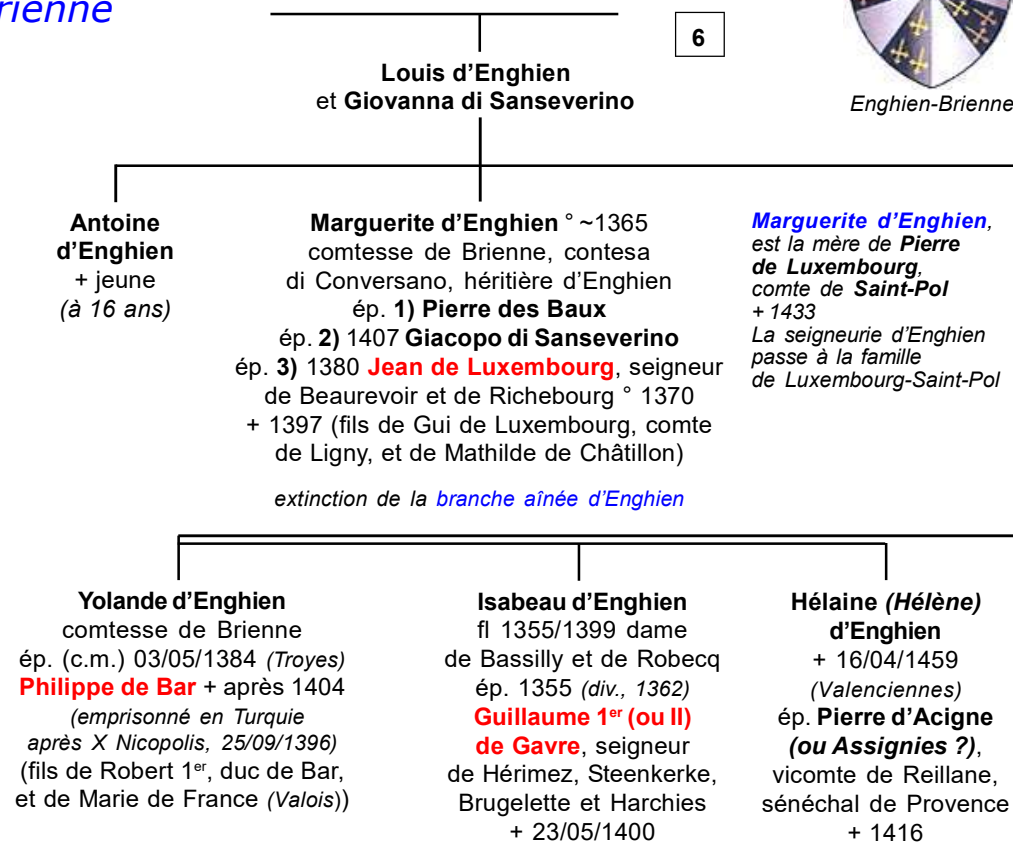 rienne
6
Louis d’Enghien
et Giovanna di Sanseverino
Enghien-Brienne
Antoine
d’Enghien
+ jeune
(à 16 ans)
Marguerite d’Enghien ° ~1365
comtesse de Brienne, contesa
di Conversano, héritière d’Enghien
ép. 1) Pierre des Baux
ép. 2) 1407 Giacopo di Sanseverino
ép. 3) 1380 Jean de Luxembourg, seigneur
de Beaurevoir et de Richebourg ° 1370
+ 1397 (fils de Gui de Luxembourg, comte
de Ligny, et de Mathilde de Châtillon)
extinction de la branche aînée d’Enghien
Marguerite d’Enghien,
est la mère de Pierre
de Luxembourg,
comte de Saint-Pol
+ 1433
La seigneurie d’Enghien
passe à la famille
de Luxembourg-Saint-Pol
Yolande d’Enghien
comtesse de Brienne
ép. (c.m.) 03/05/1384 (Troyes)
Philippe de Bar + après 1404
(emprisonné en Turquie
après X Nicopolis, 25/09/1396)
(fils de Robert 1er, duc de Bar,
et de Marie de France (Valois))
Isabeau d’Enghien
fl 1355/1399 dame
de Bassilly et de Robecq
ép. 1355 (div., 1362)
Guillaume 1er (ou II)
de Gavre, seigneur
de Hérimez, Steenkerke,
Brugelette et Harchies
+ 23/05/1400
Hélaine (Hélène)
d’Enghien
+ 16/04/1459
(Valenciennes)
ép. Pierre d’Acigne
(ou Assignies ?),
vicomte de Reillane,
sénéchal de Provence
+ 1416